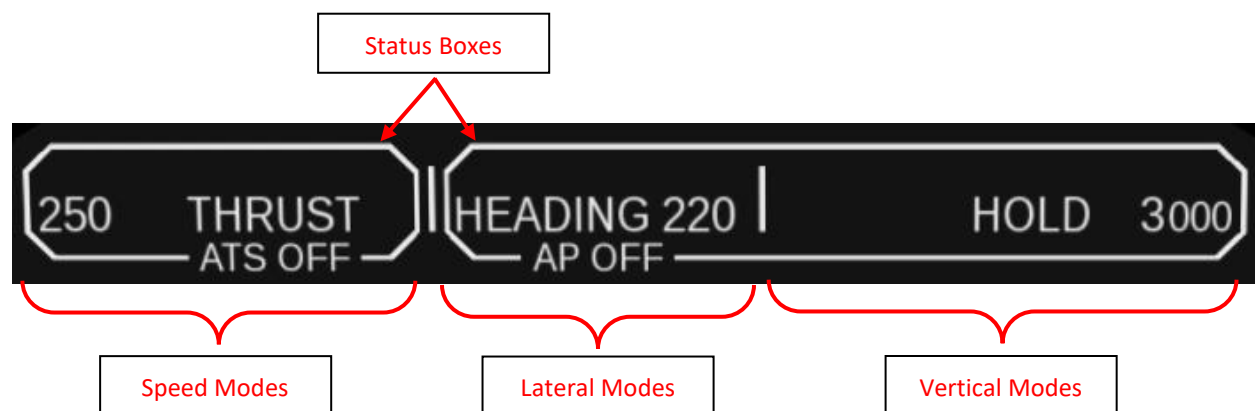 Status Boxes
250 THRUST HEADING 220 HOLD 3000
ATS OFF AP OFF
Speed Modes Lateral Modes Vertical Modes